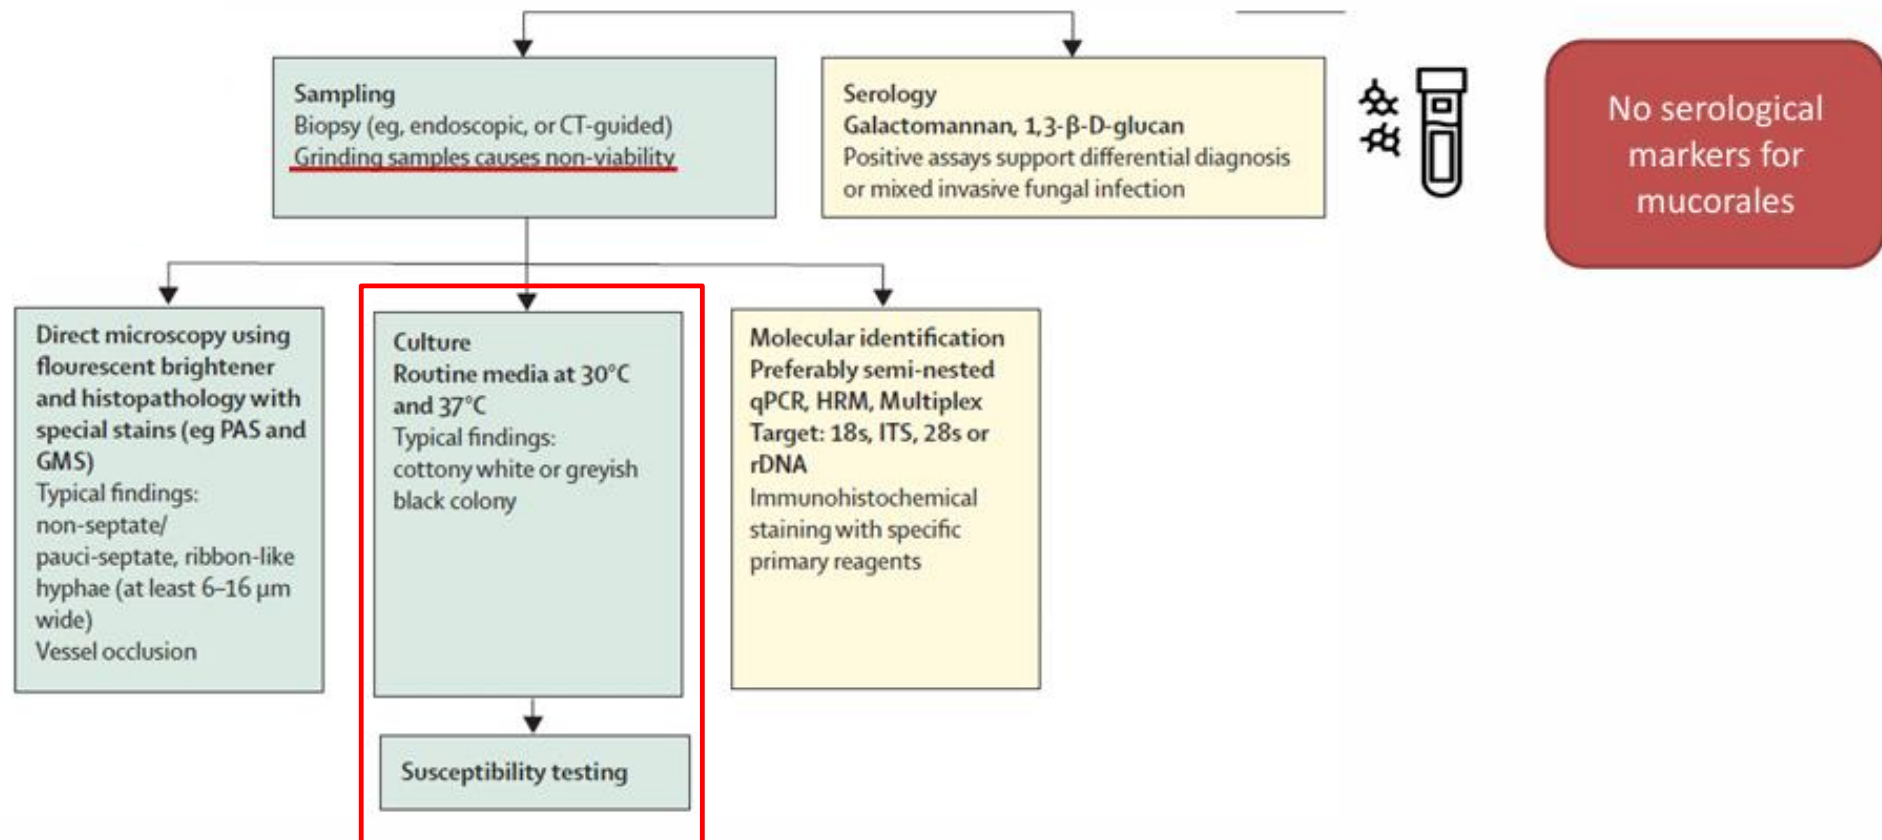 Sampling
Biopsy (eg, endoscopic, or CT-guided)
Grinding samples causes non-viability
Serology
Galactomannan, 1,3-β-D-glucan
Positive assays support differential diagnosis
or mixed invasive fungal infection
No serological
markers for
mucorales
Direct microscopy using
flourescent brightener
and histopathology with
special stains (eg PAS and
GMS)
Typical findings:
non-septate/
pauci-septate, ribbon-like
hyphae (at least 6–16 µm
wide)
Vessel occlusion
Culture
Routine media at 30°C
and 37°C
Typical findings:
cottony white or greyish
black colony
Molecular identification
Preferably semi-nested
qPCR, HRM, Multiplex
Target: 18s, ITS, 28s or
rDNA
Immunohistochemical
staining with specific
primary reagents
Susceptibility testing